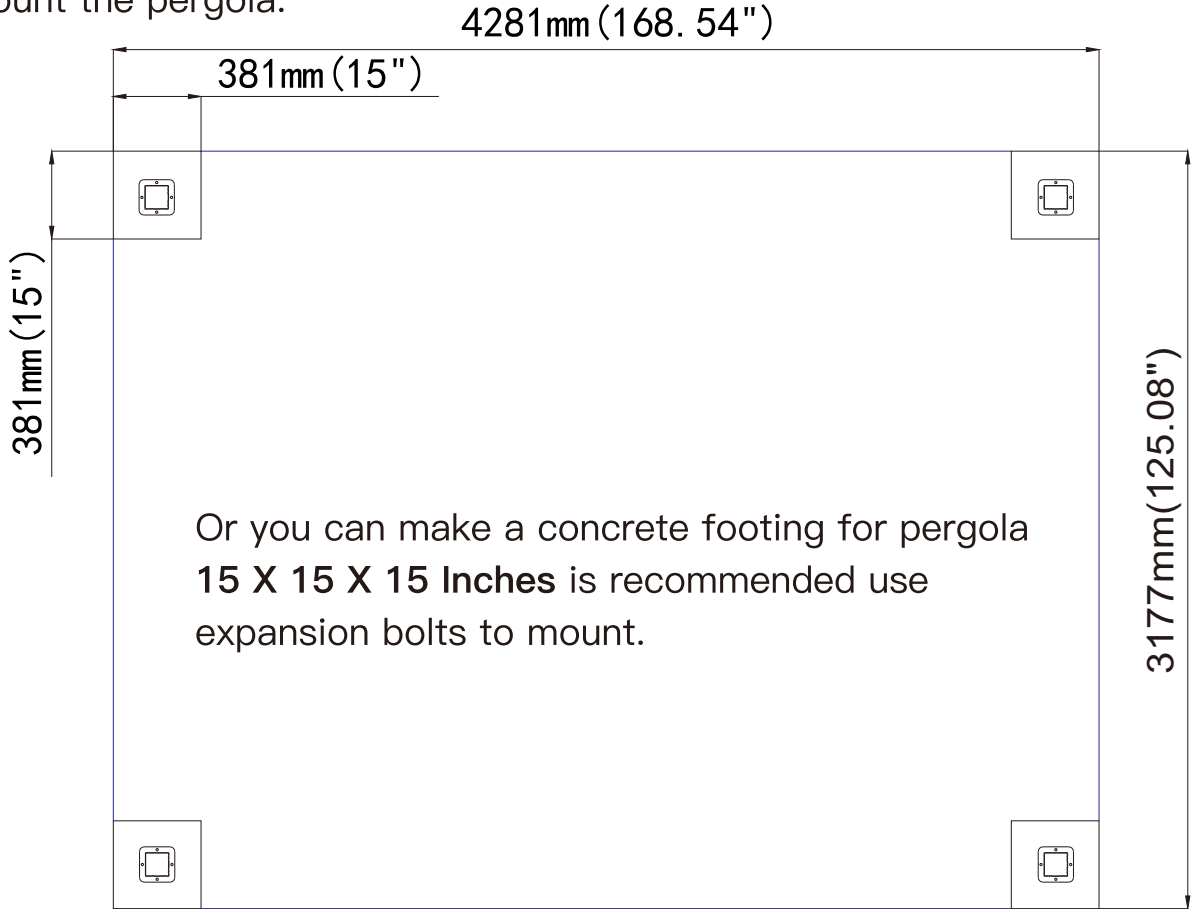 the pergola.
4281mm(168.54")
381mm(15")
381mm(15")
3177mm(125.08")
Or you can make a concrete footing for pergola
15 X 15 X 15 Inches is recommended use
expansion bolts to mount.